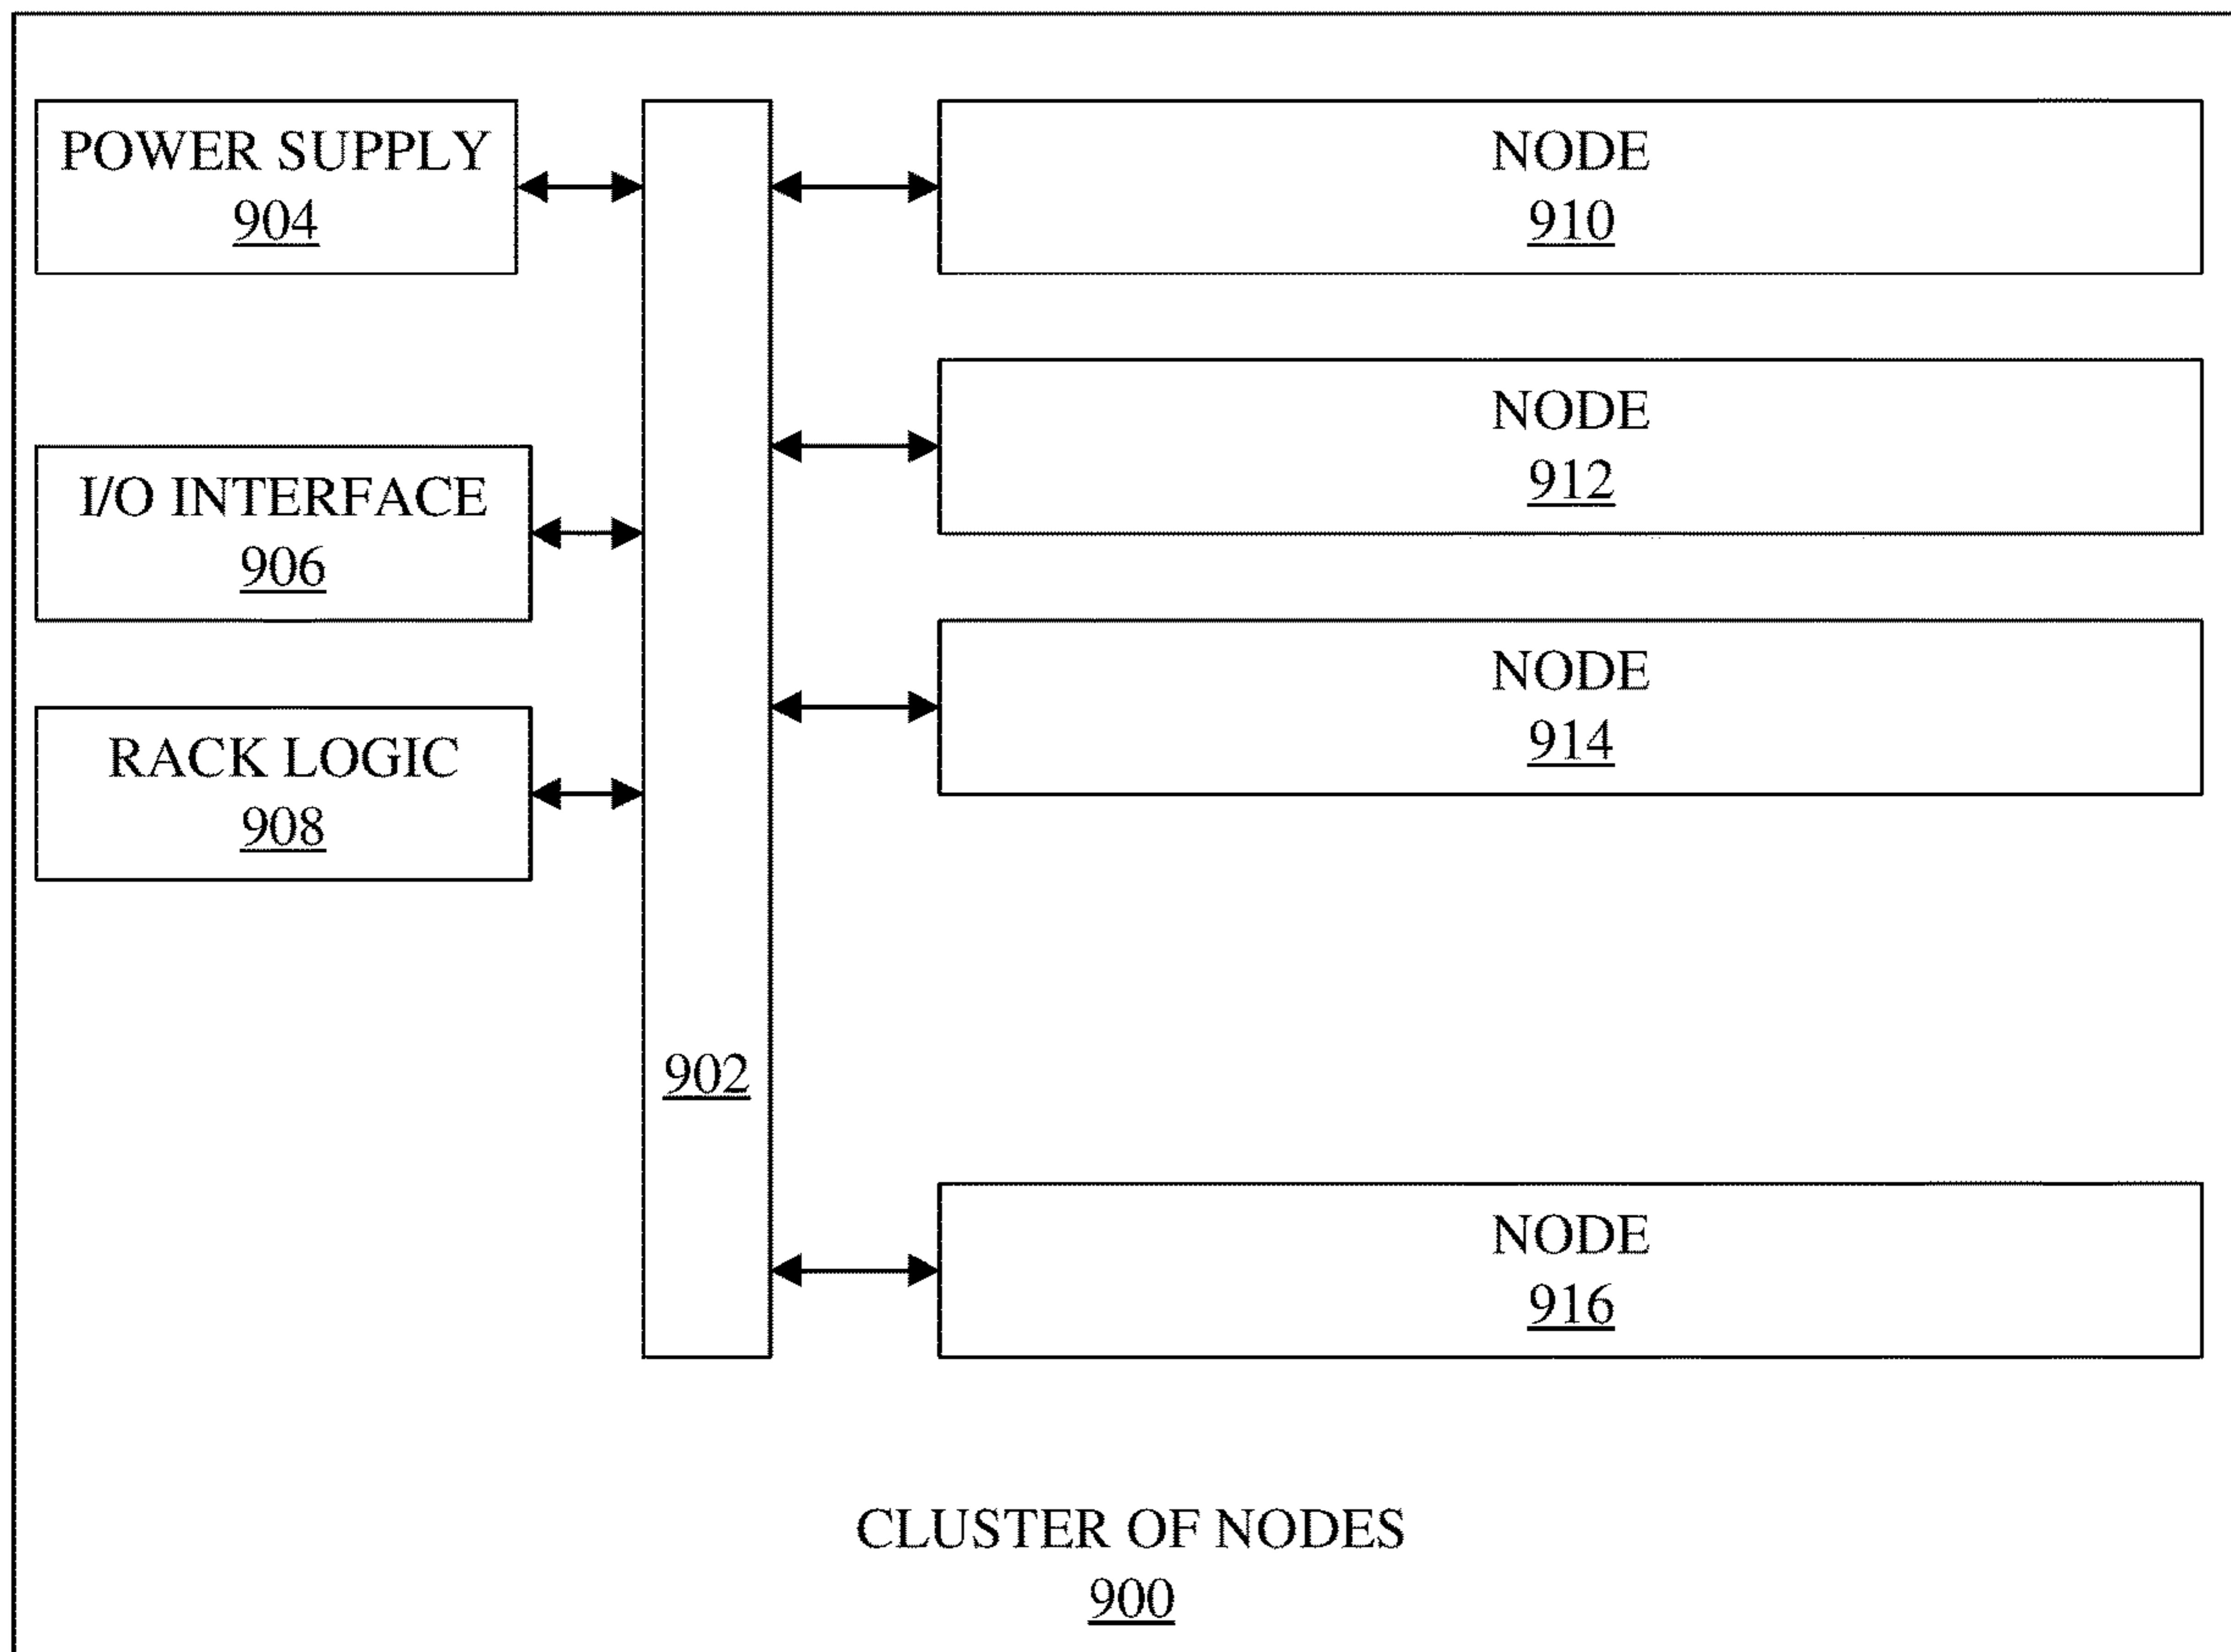 POWER SUPPLY
904
I/O INTERFACE
906
RACK LOGIC
908
902
NODE
910
NODE
912
NODE
914
NODE
916
CLUSTER OF NODES
900